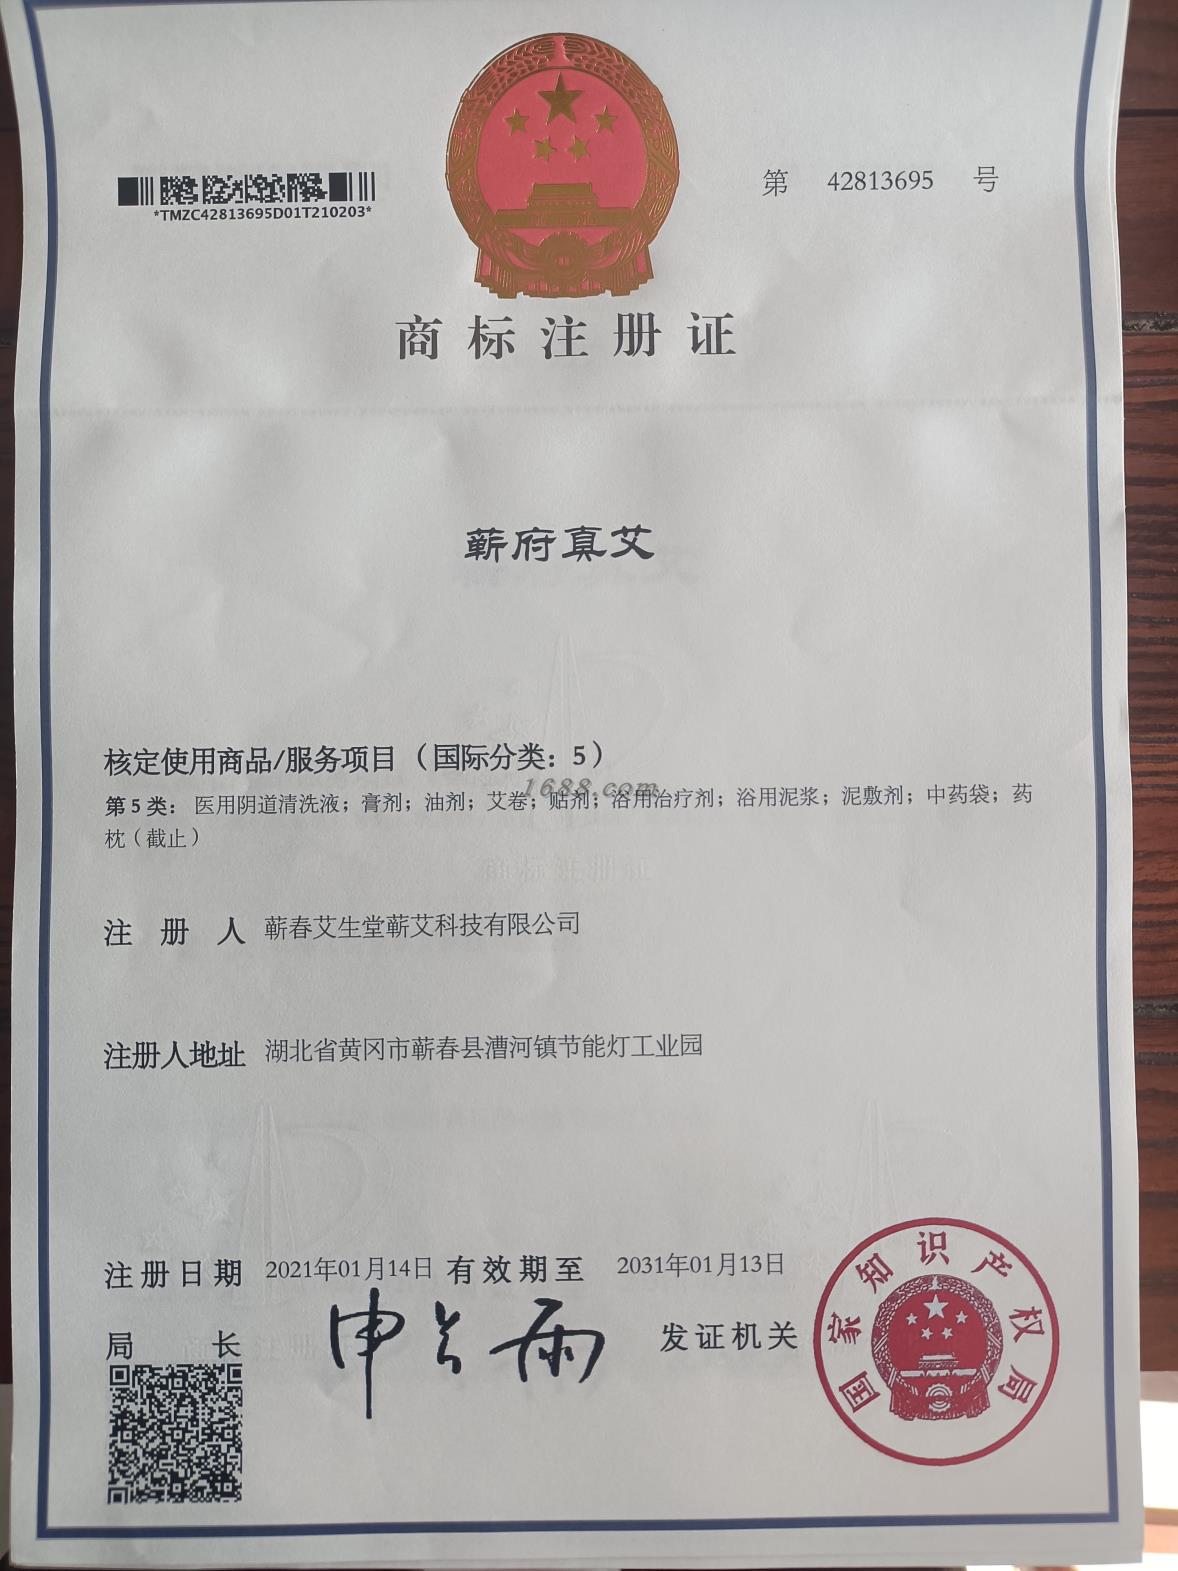 第 42813695 号
*TMZC42813695D01T210203*
商标注册证
蕲府真艾
核定使用商品/服务项目（国际分类：5）
1688.com
第5类：医用阴道清洗液；膏剂；油剂；艾卷；贴剂；浴用治疗剂；浴用泥浆；泥敷剂；中药袋；药
枕（截止）
注册人 蕲春艾生堂蕲艾科技有限公司
注册人地址 湖北省黄冈市蕲春县漕河镇节能灯工业园
注册日期 2021年01月14日 有效期至 2031年01月13日
局长 申长雨 发证机关
国家知识产权局